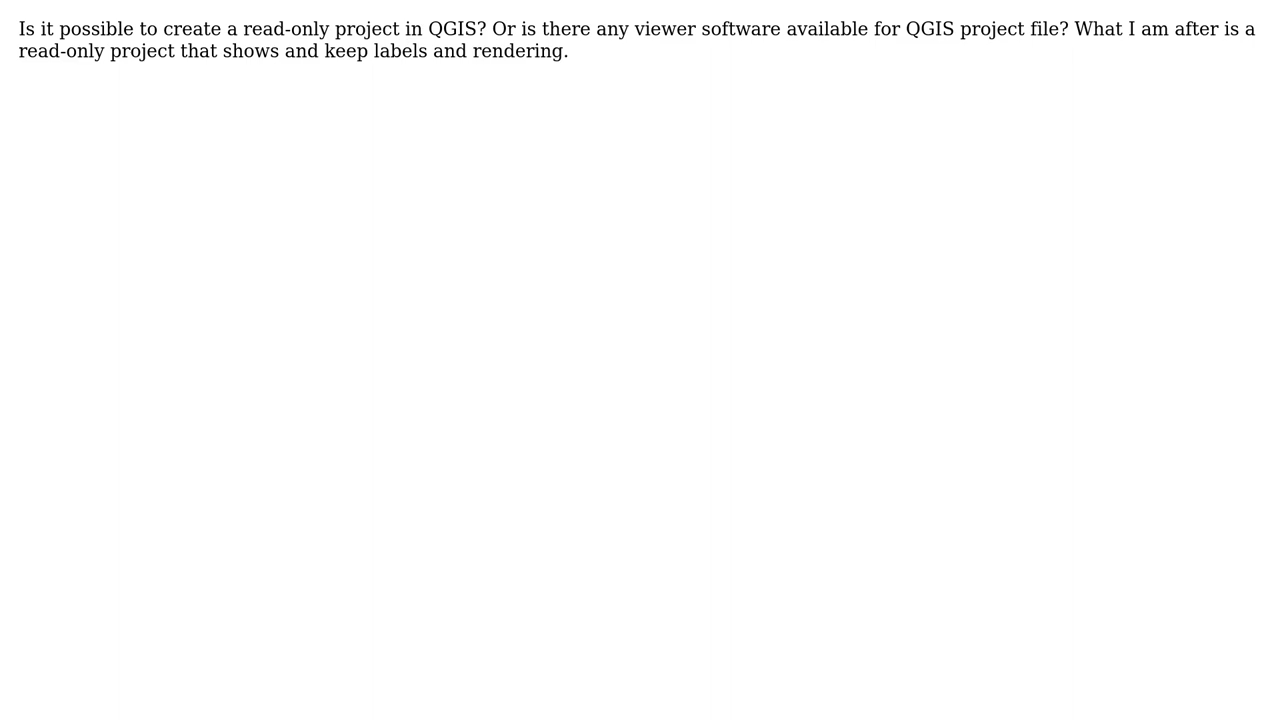 Is it possible to create a read-only project in QGIS? Or is there any viewer software available for QGIS project file? What I am after is a
read-only project that shows and keep labels and rendering.